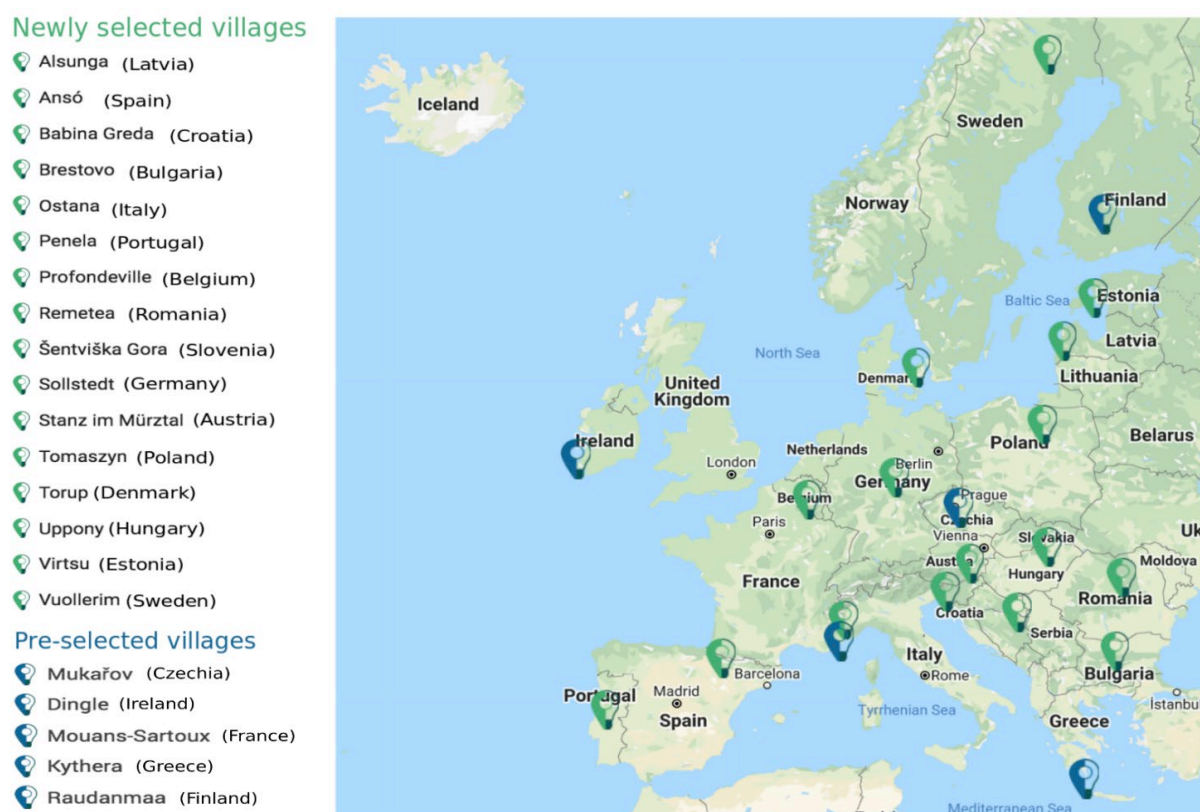 Newly selected villages
Alsunga (Latvia)
Ansó (Spain)
Babina Greda (Croatia)
Brestovo (Bulgaria)
Ostana (Italy)
Penela (Portugal)
Profondeville (Belgium)
Remetea (Romania)
Šentviška Gora (Slovenia)
Sollstedt (Germany)
Stanz im Mürztal (Austria)
Tomaszyn (Poland)
Torup (Denmark)
Uppony (Hungary)
Virtsu (Estonia)
Vuollerim (Sweden)
Pre-selected villages
Mukařov (Czechia)
Dingle (Ireland)
Mouans-Sartoux (France)
Kythera (Greece)
Raudanmaa (Finland)
Iceland
Sweden
Norway
Finland
Baltic Sea
Estonia
Latvia
North Sea
Denmar
Lithuania
United
Kingdom
Ireland
Poland
Belarus
Netherlands
London
Berlin
Germany
Belgium
Prague
Czechia
Paris
Vienna
Slovakia
Uk
Austria
Moldova
Hungary
France
Romania
Croatia
Serbia
Italy
Barcelona
Rome
Bulgaria
Portugal
Madrid
İstanbu
Spain
Tyrrhenian Sea
Greece
Mediterranean Sea